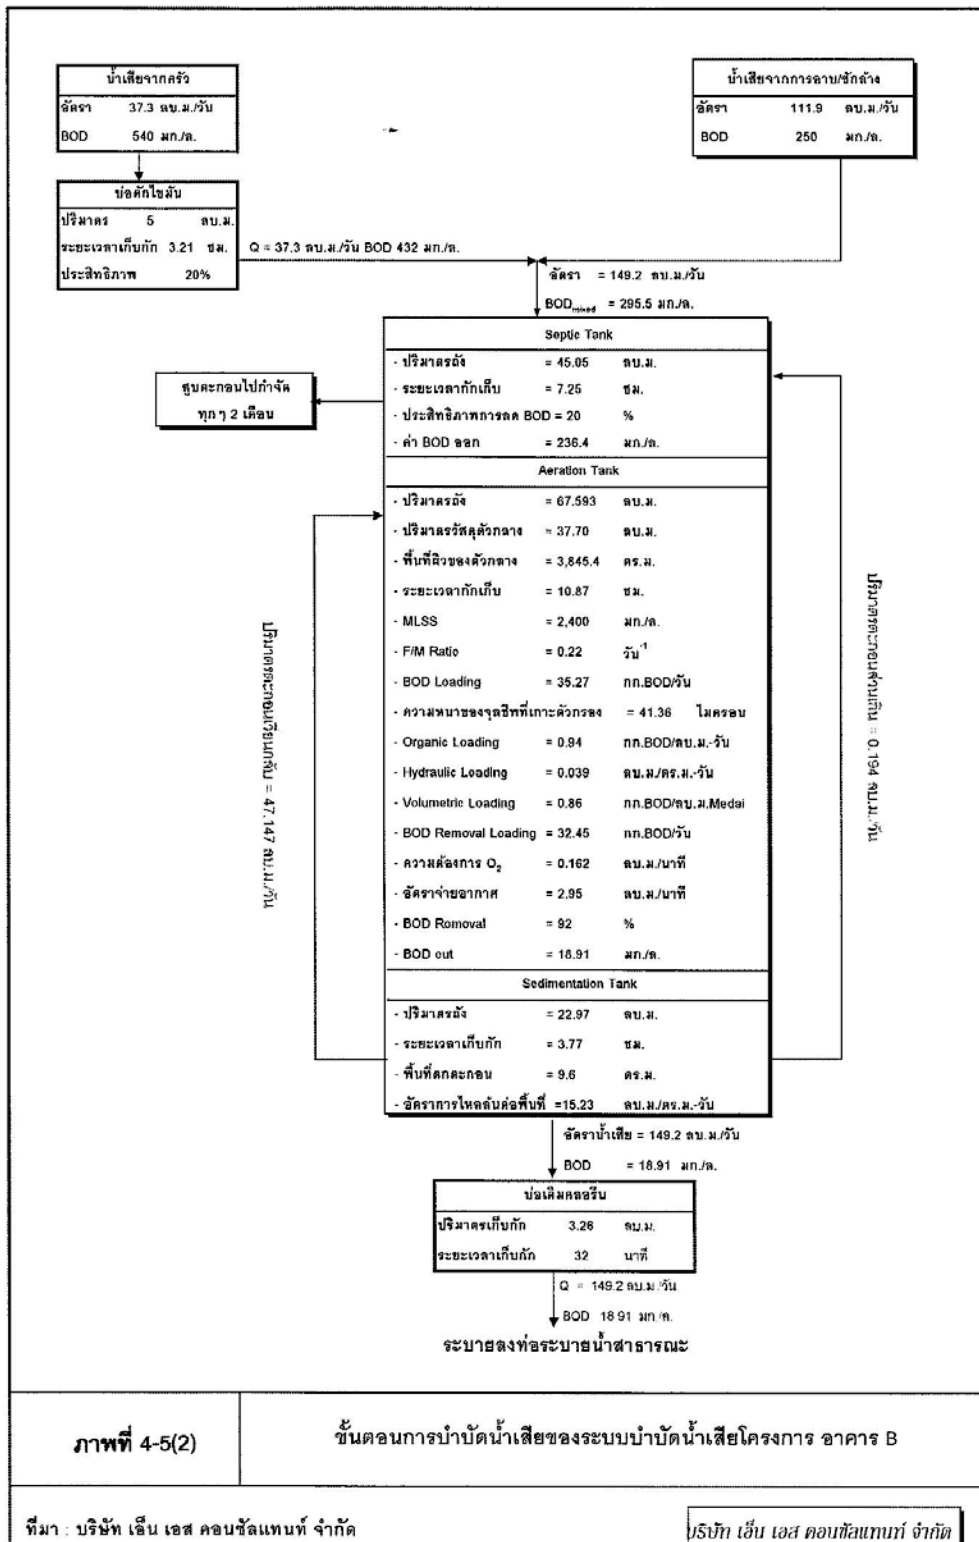 น้ำเสียจากครัว
อัตรา 37.3 ลบ.ม./วัน
BOD 540 มก./ล.
น้ำเสียจากการอาบ/ซักล้าง
อัตรา 111.9 ลบ.ม./วัน
BOD 250 มก./ล.
บ่อดักไขมัน
ปริมาตร 5 ลบ.ม.
ระยะเวลาเก็บกัก 3.21 ชม.
ประสิทธิภาพ 20%
Q = 37.3 ลบ.ม./วัน BOD 432 มก./ล.
อัตรา = 149.2 ลบ.ม./วัน
BODmixed = 295.5 มก./ล.
Septic Tank
- ปริมาตรถัง = 45.05 ลบ.ม.
- ระยะเวลากักเก็บ = 7.25 ชม.
- ประสิทธิภาพการลด BOD = 20 %
- ค่า BOD ออก = 236.4 มก./ล.
สูบตะกอนไปกำจัด
ทุกๆ 2 เดือน
Aeration Tank
- ปริมาตรถัง = 67.593 ลบ.ม.
- ปริมาตรวัสดุตัวกลาง = 37.70 ลบ.ม.
- พื้นที่ผิวของตัวกลาง = 3,845.4 ตร.ม.
- ระยะเวลากักเก็บ = 10.87 ชม.
- MLSS = 2,400 มก./ล.
- F/M Ratio = 0.22 วัน-1
- BOD Loading = 35.27 กก.BOD/วัน
- ความหนาของจุลชีพที่เกาะตัวกรอง = 41.36 ไมครอน
- Organic Loading = 0.94 กก.BOD/ลบ.ม.-วัน
- Hydraulic Loading = 0.039 ลบ.ม./ตร.ม.-วัน
- Volumetric Loading = 0.86 กก.BOD/ลบ.ม.Medai
- BOD Removal Loading = 32.45 กก.BOD/วัน
- ความต้องการ O2 = 0.162 ลบ.ม./นาที
- อัตราจ่ายอากาศ = 2.95 ลบ.ม./นาที
- BOD Romoval = 92 %
- BOD out = 18.91 มก./ล.
ปริมาตรตะกอนเวียนกลับ = 47.147 ลบ.ม./วัน
ปริมาตรตะกอนส่วนเกิน = 0.194 ลบ.ม./วัน
Sedimentation Tank
- ปริมาตรถัง = 22.97 ลบ.ม.
- ระยะเวลาเก็บกัก = 3.77 ชม.
- พื้นที่ตกตะกอน = 9.6 ตร.ม.
- อัตราการไหลล้นต่อพื้นที่ =15.23 ลบ.ม./ตร.ม.-วัน
อัตราน้ำเสีย = 149.2 ลบ.ม./วัน
BOD = 18.91 มก./ล.
บ่อเติมคลอรีน
ปริมาตรเก็บกัก 3.28 ลบ.ม.
ระยะเวลาเก็บกัก 32 นาที
Q = 149.2 ลบ.ม./วัน
BOD 18.91 มก./ล.
ระบายลงท่อระบายน้ำสาธารณะ
ภาพที่ 4-5(2)
ขั้นตอนการบำบัดน้ำเสียของระบบบำบัดน้ำเสียโครงการ อาคาร B
ที่มา : บริษัท เอ็น เอส คอนซัลแทนท์ จำกัด
บริษัท เอ็น เอส คอนซัลแทนท์ จำกัด